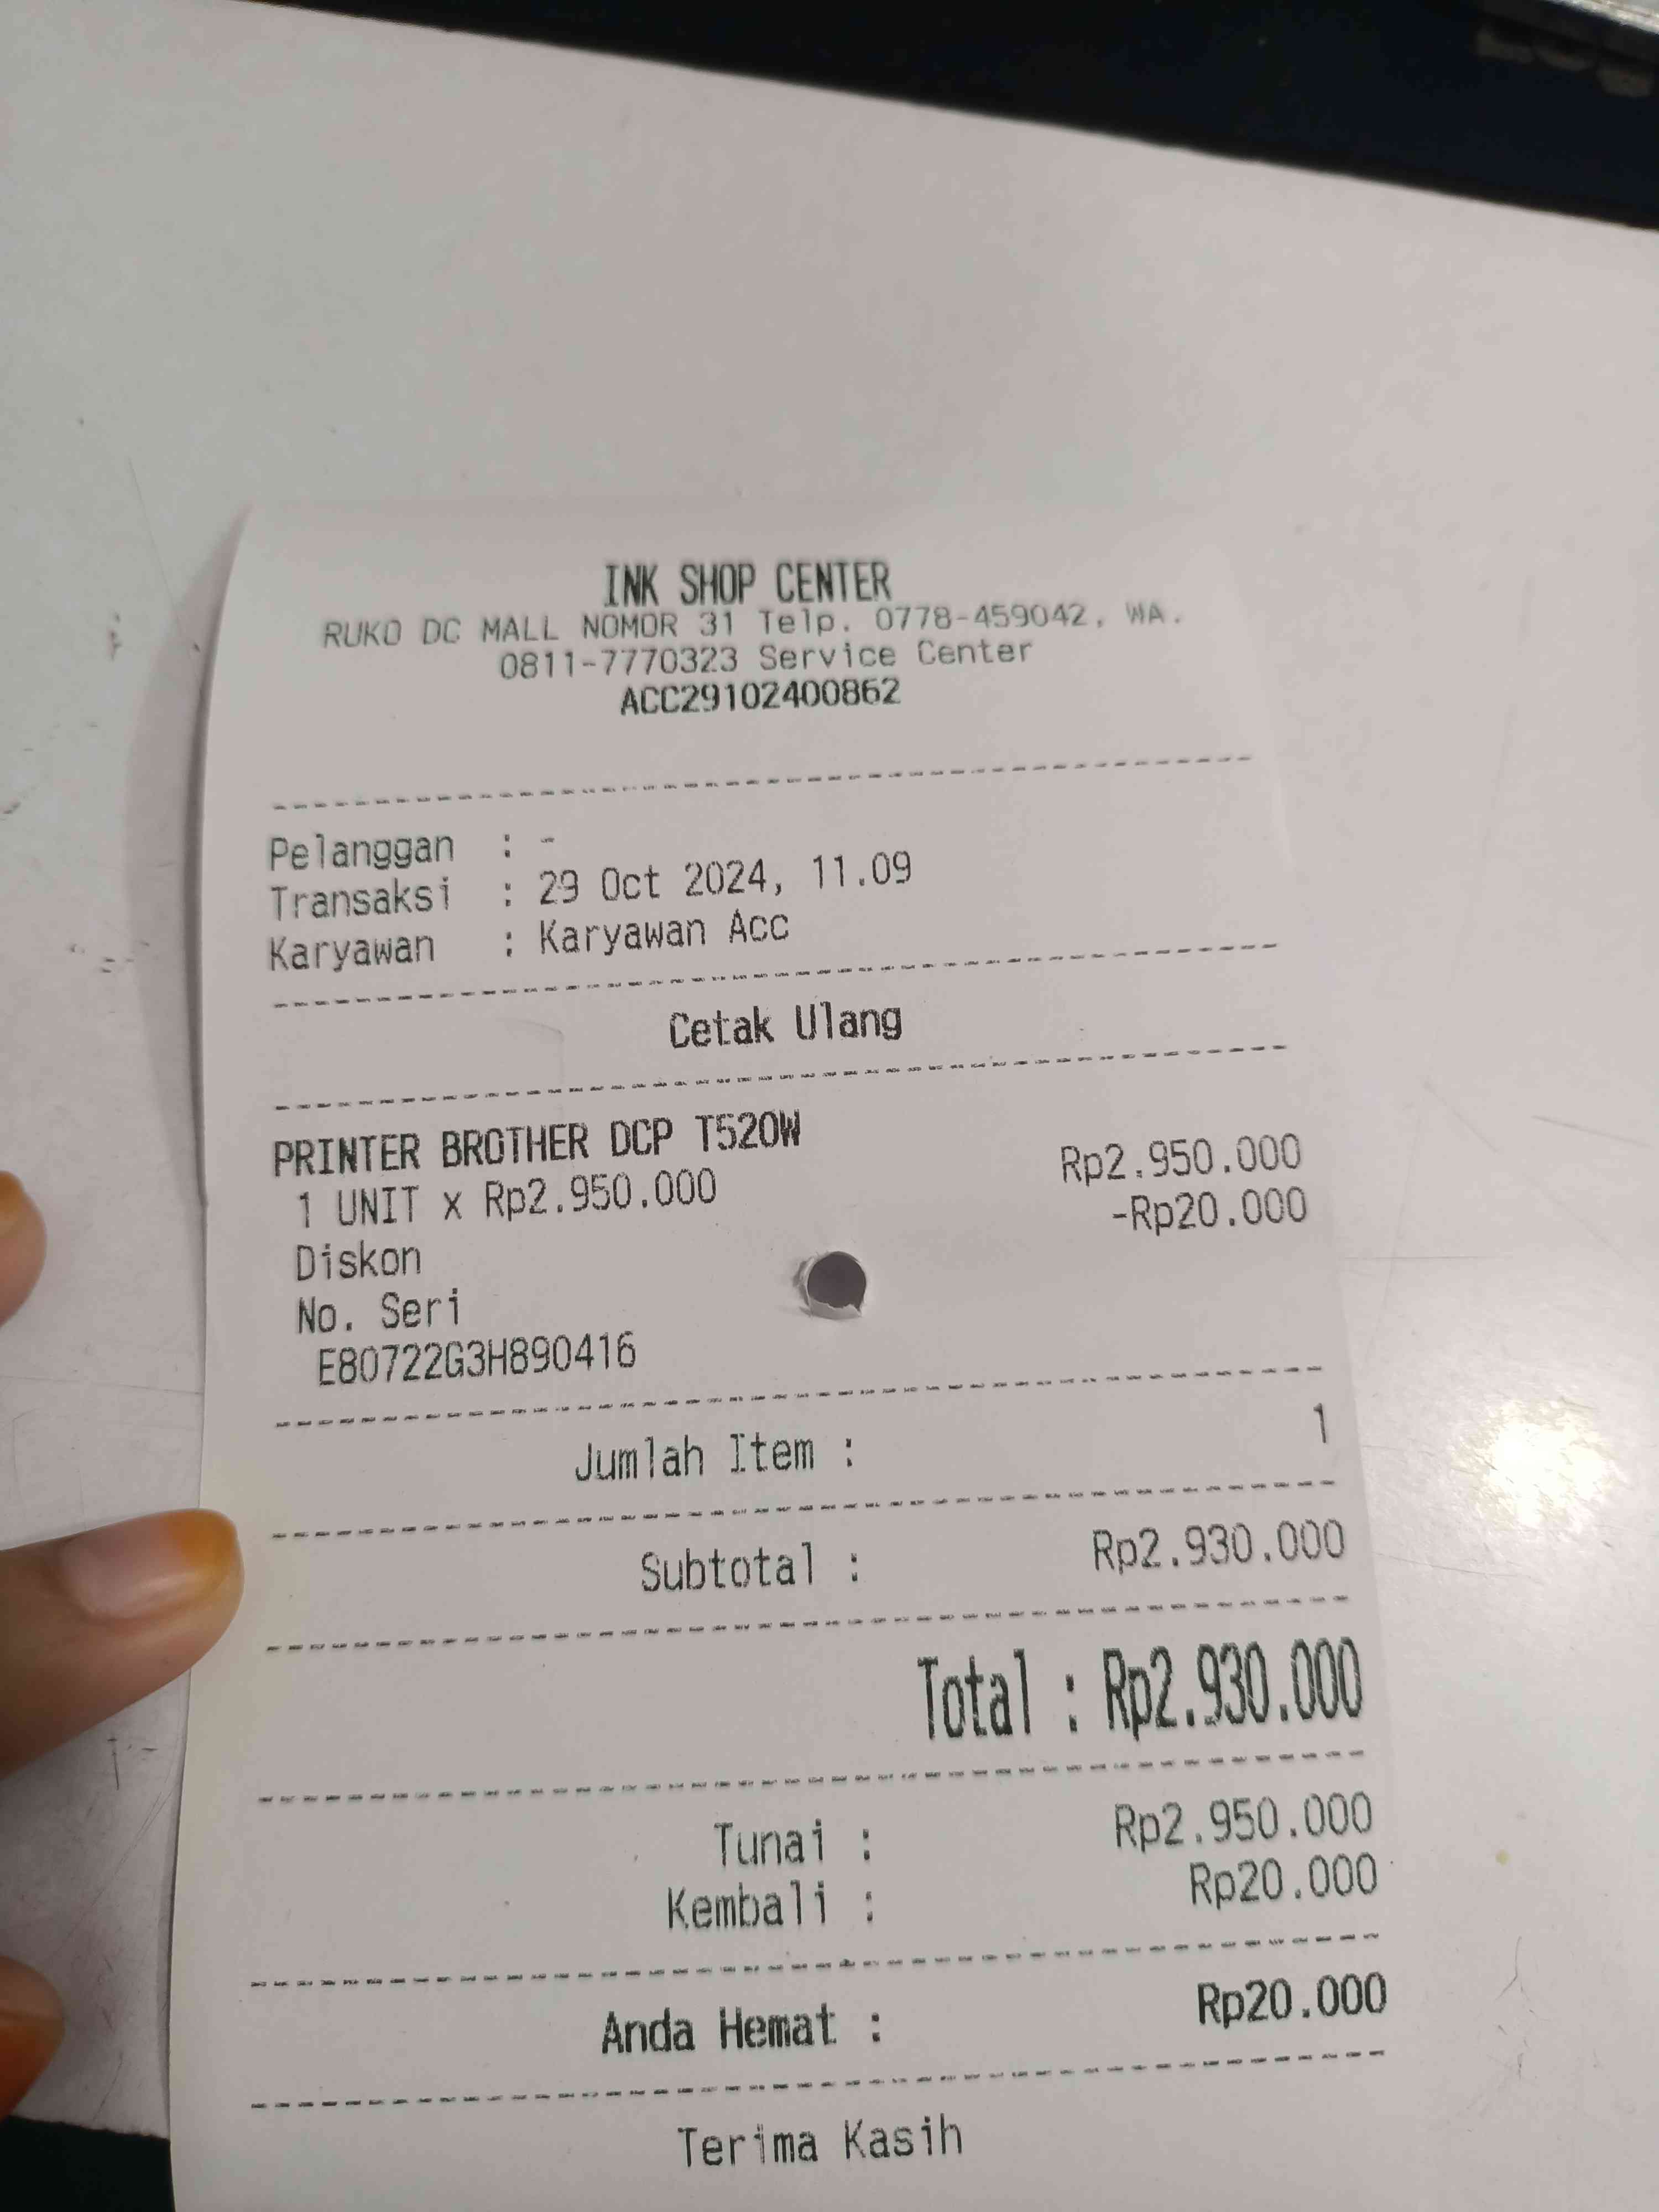 INK SHOP CENTER
RUKO DC MALL NOMOR 31 Telp. 0778-459042, WA.
0811-7770323 Service Center
ACC29102400862
Pelanggan : -
Transaksi : 29 Oct 2024, 11.09
Karyawan : Karyawan Acc
Cetak Ulang
PRINTER BROTHER DCP T520W
1 UNIT x Rp2.950.000 Rp2.950.000
Diskon -Rp20.000
No. Seri
E80722G3H890416
Jumlah Item : 1
Subtotal : Rp2.930.000
Total : Rp2.930.000
Tunai : Rp2.950.000
Kembali : Rp20.000
Anda Hemat : Rp20.000
Terima Kasih